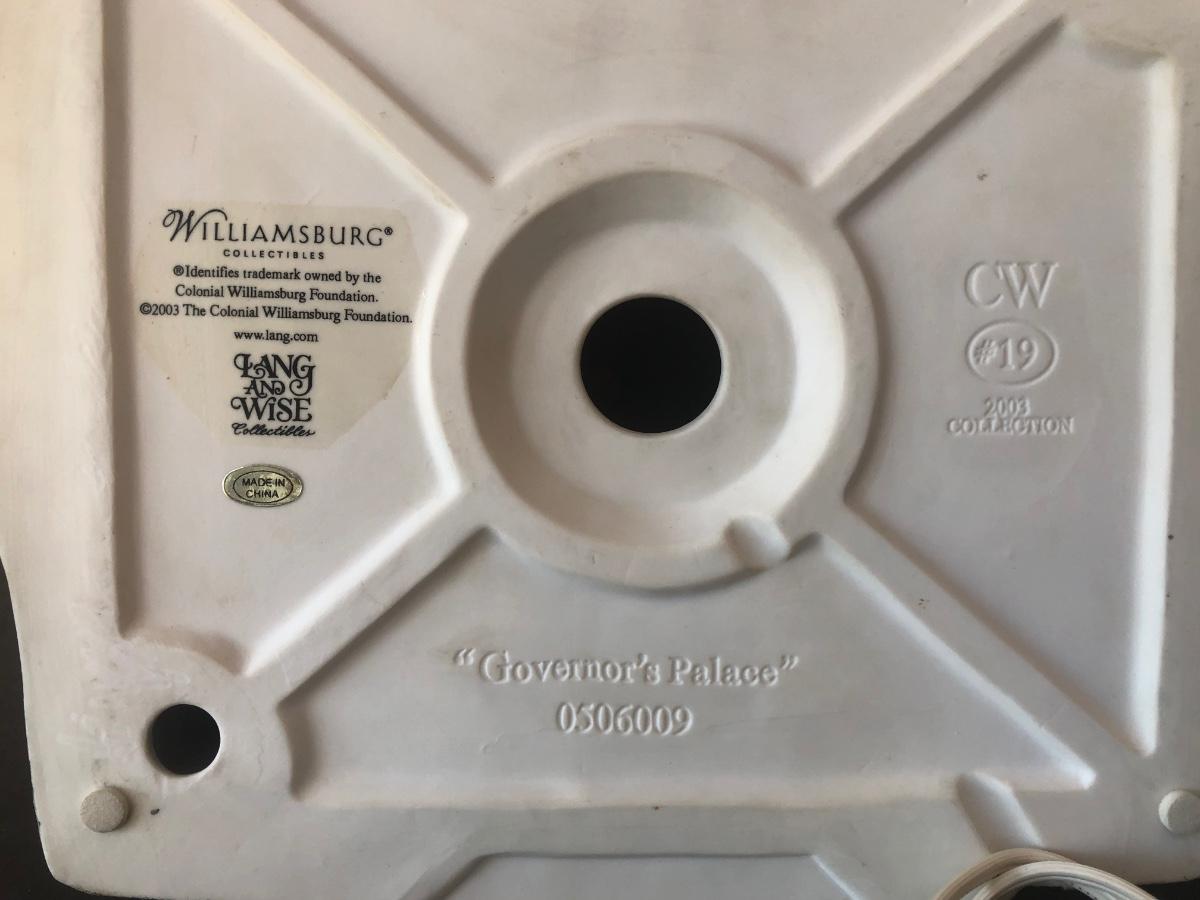 WILLIAMSBURG®
COLLECTIBLES
®Identifies trademark owned by the
Colonial Williamsburg Foundation.
©2003 The Colonial Williamsburg Foundation.
www.lang.com
LANG
AND
WISE
Collectibles
MADE IN
CHINA
CW
#19
2003
COLLECTION
“Governor’s Palace”
0506009